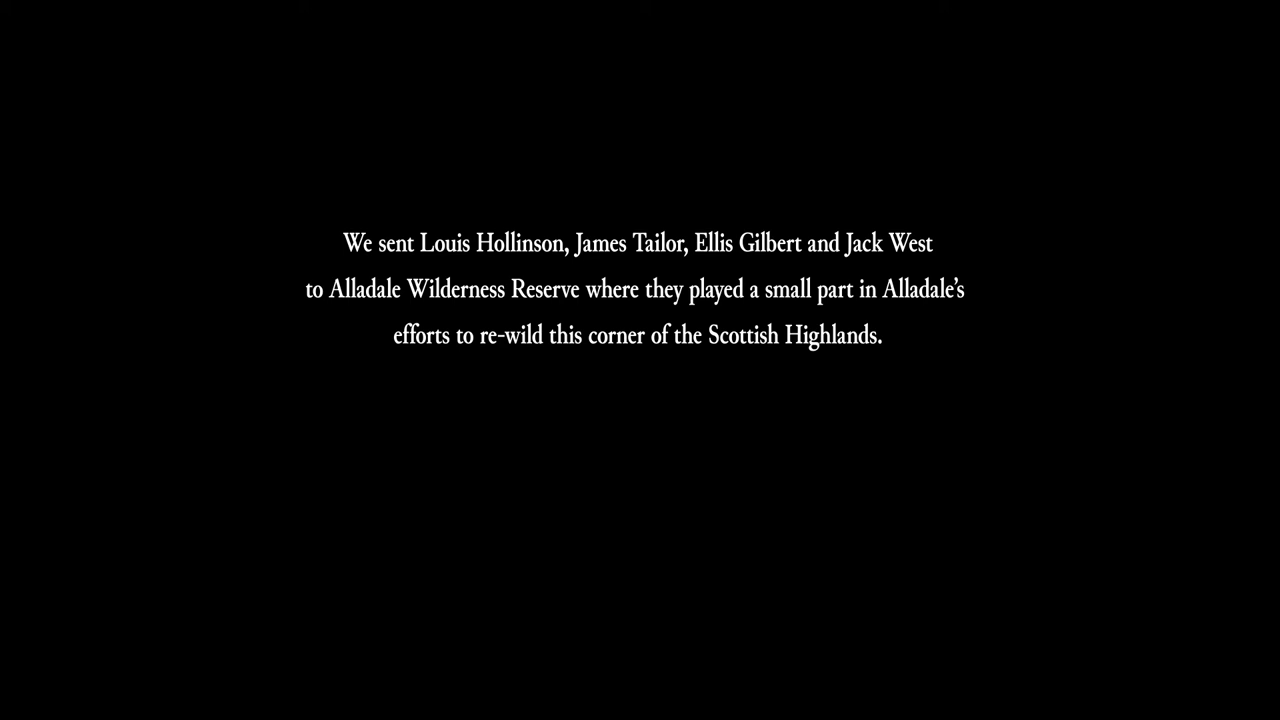 We sent Louis Hollinson, James Tailor, Ellis Gilbert and Jack West
to Alladale Wilderness Reserve where they played a small part in Alladale’s
efforts to re-wild this corner of the Scottish Highlands.